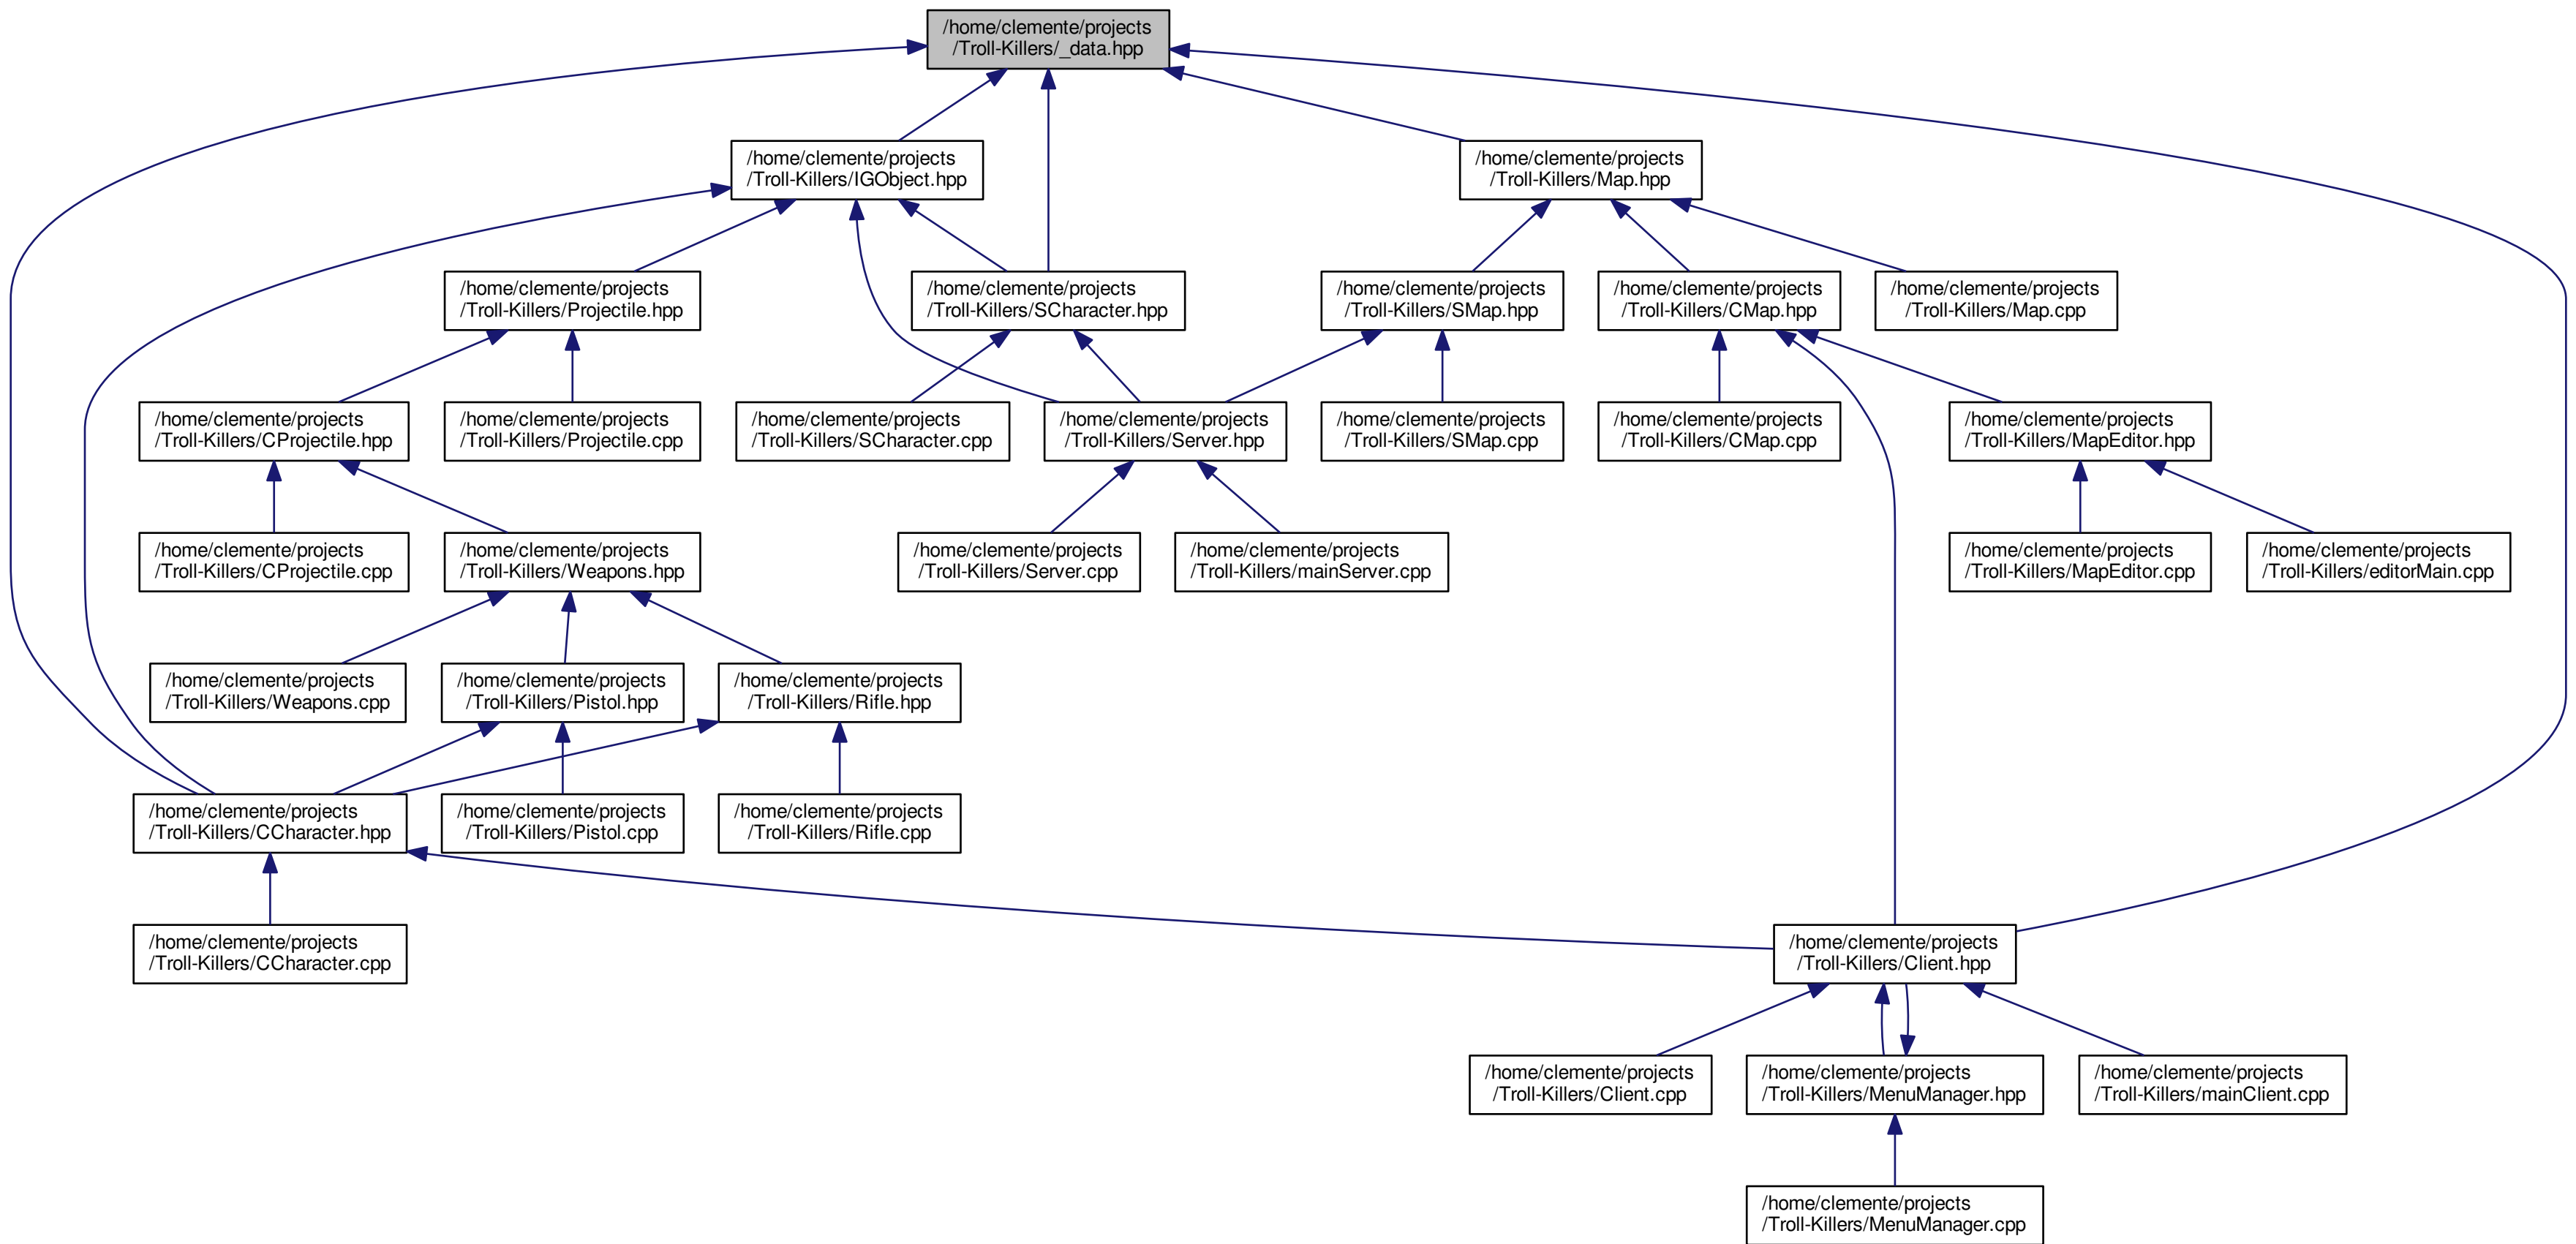 /home/clemente/projects
/Troll-Killers/_data.hpp
/home/clemente/projects
/Troll-Killers/IGObject.hpp
/home/clemente/projects
/Troll-Killers/Map.hpp
/home/clemente/projects
/Troll-Killers/Projectile.hpp
/home/clemente/projects
/Troll-Killers/SCharacter.hpp
/home/clemente/projects
/Troll-Killers/SMap.hpp
/home/clemente/projects
/Troll-Killers/CMap.hpp
/home/clemente/projects
/Troll-Killers/Map.cpp
/home/clemente/projects
/Troll-Killers/CProjectile.hpp
/home/clemente/projects
/Troll-Killers/Projectile.cpp
/home/clemente/projects
/Troll-Killers/SCharacter.cpp
/home/clemente/projects
/Troll-Killers/Server.hpp
/home/clemente/projects
/Troll-Killers/SMap.cpp
/home/clemente/projects
/Troll-Killers/CMap.cpp
/home/clemente/projects
/Troll-Killers/MapEditor.hpp
/home/clemente/projects
/Troll-Killers/CProjectile.cpp
/home/clemente/projects
/Troll-Killers/Weapons.hpp
/home/clemente/projects
/Troll-Killers/Server.cpp
/home/clemente/projects
/Troll-Killers/mainServer.cpp
/home/clemente/projects
/Troll-Killers/MapEditor.cpp
/home/clemente/projects
/Troll-Killers/editorMain.cpp
/home/clemente/projects
/Troll-Killers/Weapons.cpp
/home/clemente/projects
/Troll-Killers/Pistol.hpp
/home/clemente/projects
/Troll-Killers/Rifle.hpp
/home/clemente/projects
/Troll-Killers/CCharacter.hpp
/home/clemente/projects
/Troll-Killers/Pistol.cpp
/home/clemente/projects
/Troll-Killers/Rifle.cpp
/home/clemente/projects
/Troll-Killers/CCharacter.cpp
/home/clemente/projects
/Troll-Killers/Client.hpp
/home/clemente/projects
/Troll-Killers/Client.cpp
/home/clemente/projects
/Troll-Killers/MenuManager.hpp
/home/clemente/projects
/Troll-Killers/mainClient.cpp
/home/clemente/projects
/Troll-Killers/MenuManager.cpp